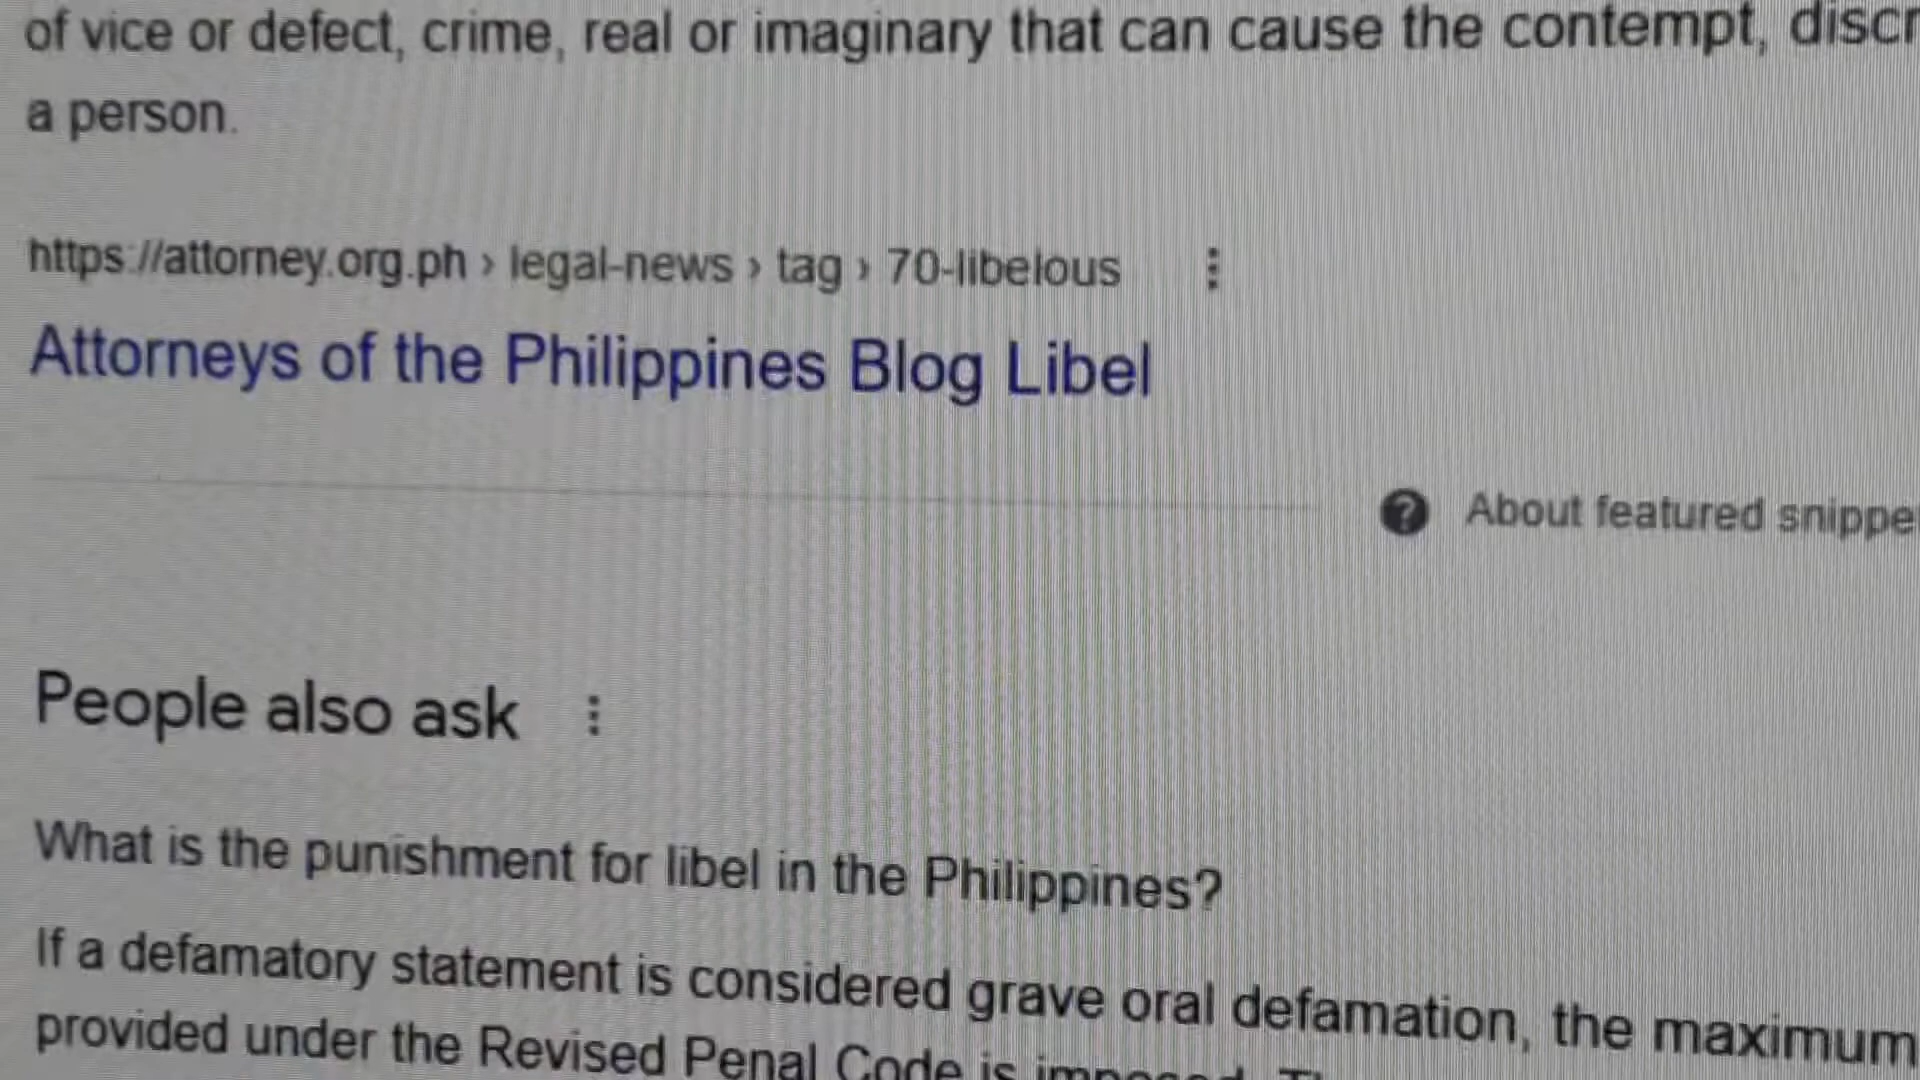 of vice or defect, crime, real or imaginary that can cause the contempt,
a person.
https://attorney.org.ph › legal-news › tag › 70-libelous
Attorneys of the Philippines Blog Libel
About featured
People also ask
What is the punishment for libel in the Philippines?
If a defamatory statement is considered grave oral defamation, the maximum
provided under the Revised Penal Code is